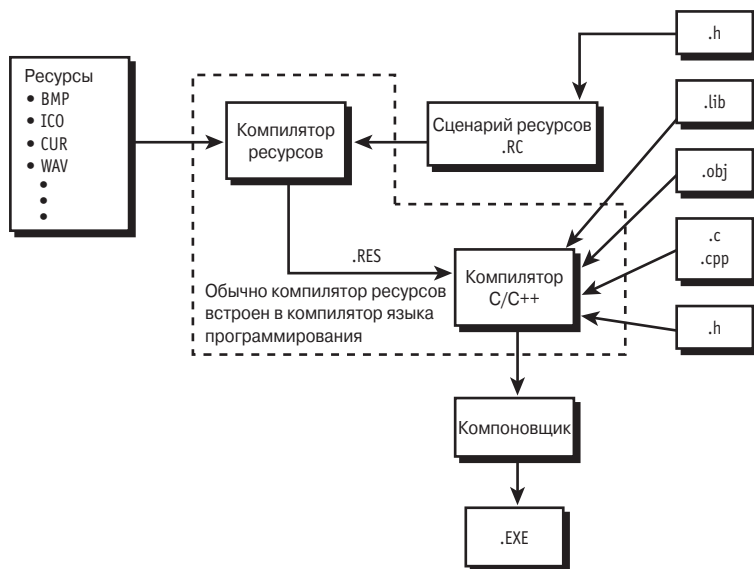 Ресурсы
• BMP
• ICO
• CUR
• WAV
•
•
•
Компилятор
ресурсов
Сценарий ресурсов
.RC
.h
.lib
.obj
.c
.cpp
.h
.RES
Компилятор
C/C++
Обычно компилятор ресурсов
встроен в компилятор языка
программирования
Компоновщик
.EXE